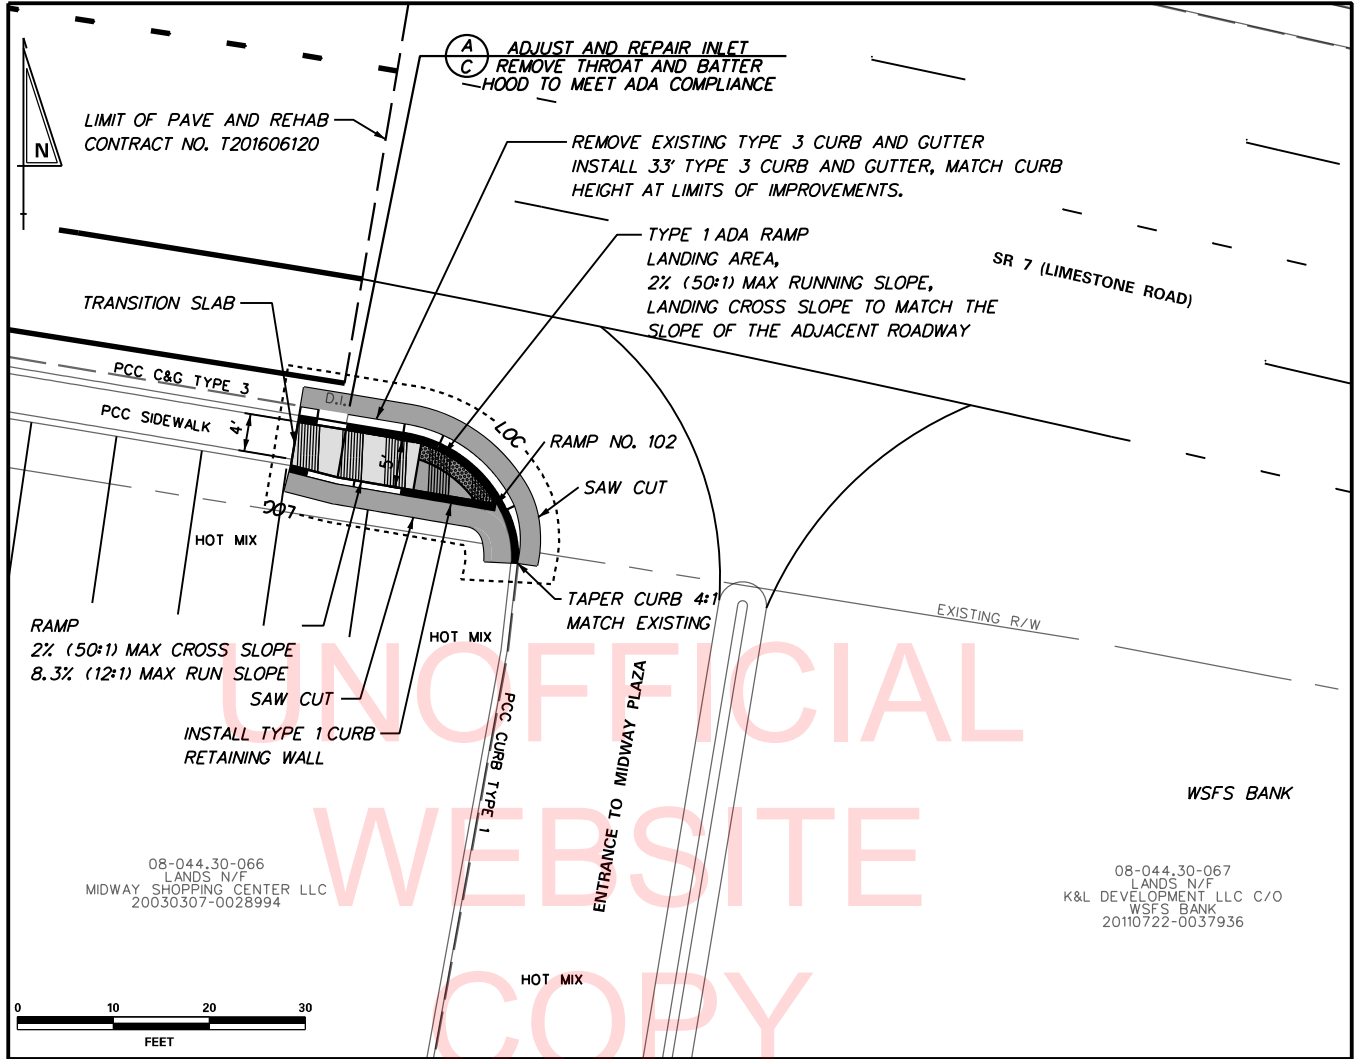 A
C
ADJUST AND REPAIR INLET
REMOVE THROAT AND BATTER
HOOD TO MEET ADA COMPLIANCE
LIMIT OF PAVE AND REHAB
CONTRACT NO. T201606120
N
REMOVE EXISTING TYPE 3 CURB AND GUTTER
INSTALL 33' TYPE 3 CURB AND GUTTER, MATCH CURB
HEIGHT AT LIMITS OF IMPROVEMENTS.
TYPE 1 ADA RAMP
LANDING AREA,
2% (50:1) MAX RUNNING SLOPE,
LANDING CROSS SLOPE TO MATCH THE
SLOPE OF THE ADJACENT ROADWAY
SR 7 (LIMESTONE ROAD)
TRANSITION SLAB
PCC C&G TYPE 3
D.I.
PCC SIDEWALK
4'
5'
LOC
RAMP NO. 102
SAW CUT
LOC
HOT MIX
TAPER CURB 4:1
MATCH EXISTING
EXISTING R/W
RAMP
2% (50:1) MAX CROSS SLOPE
8.3% (12:1) MAX RUN SLOPE
HOT MIX
SAW CUT
INSTALL TYPE 1 CURB
RETAINING WALL
PCC CURB TYPE 1
ENTRANCE TO MIDWAY PLAZA
WSFS BANK
08-044.30-066
LANDS N/F
MIDWAY SHOPPING CENTER LLC
20030307-0028994
08-044.30-067
LANDS N/F
K&L DEVELOPMENT LLC C/O
WSFS BANK
20110722-0037936
HOT MIX
0 10 20 30
FEET
UNOFFICIAL
WEBSITE
COPY